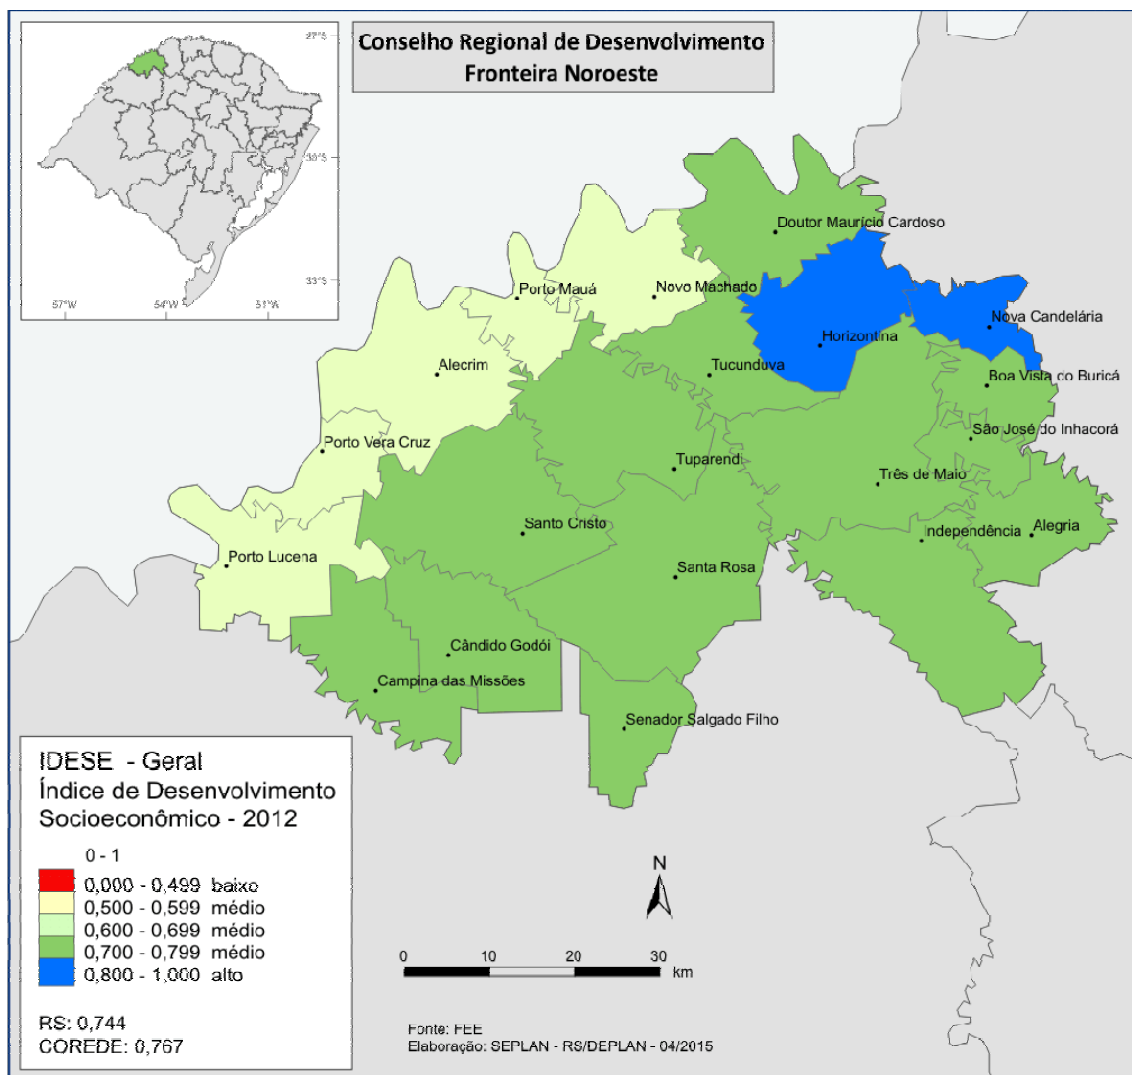 Conselho Regional de Desenvolvimento
Fronteira Noroeste
27°S
30°S
33°S
57°W
54°W
51°W
Doutor Maurício Cardoso
Porto Mauá
Novo Machado
Nova Candelária
Horizontina
Alecrim
Tucunduva
Boa Vista do Buricá
São José do Inhacorá
Porto Vera Cruz
Tuparendi
Três de Maio
Santo Cristo
Independência
Alegria
Porto Lucena
Santa Rosa
Cândido Godói
Campina das Missões
Senador Salgado Filho
IDESE - Geral
Índice de Desenvolvimento
Socioeconômico - 2012
0 - 1
0,000 - 0,499 baixo
0,500 - 0,599 médio
0,600 - 0,699 médio
0,700 - 0,799 médio
0,800 - 1,000 alto
RS: 0,744
COREDE: 0,767
N
0 10 20 30
km
Fonte: FEE
Elaboração: SEPLAN - RS/DEPLAN - 04/2015